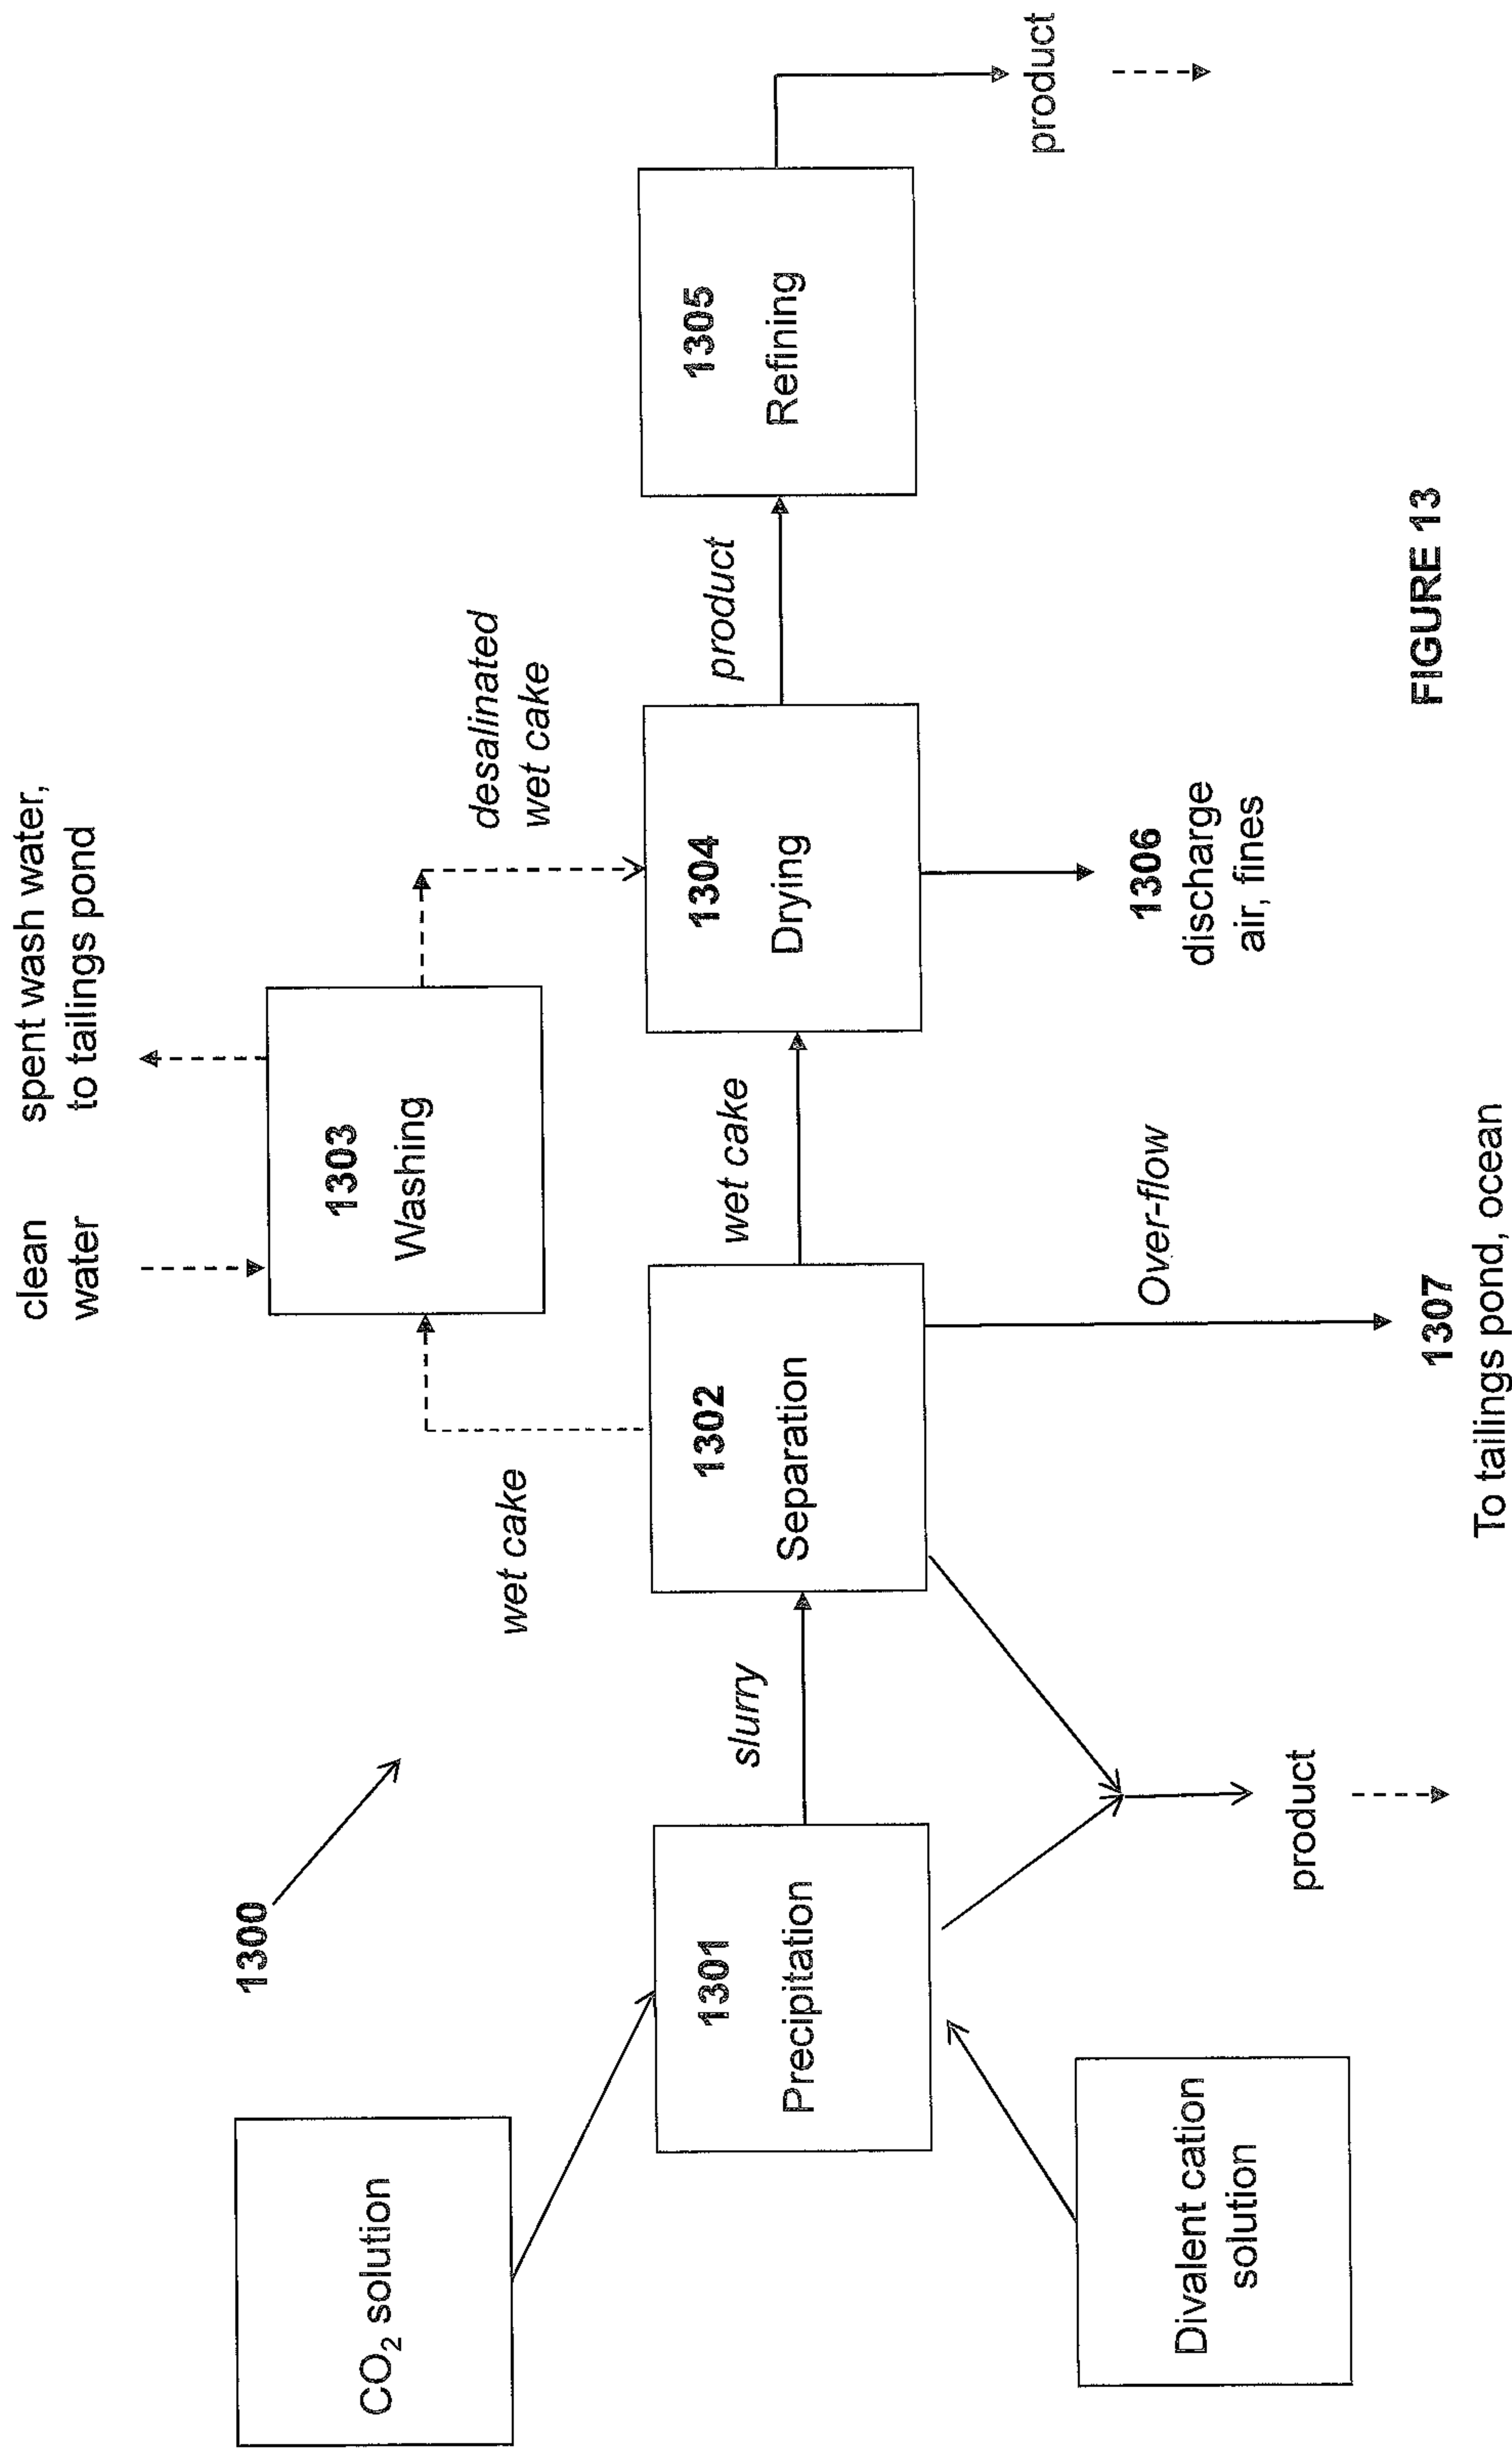 clean
water
spent wash water,
to tailings pond
1300
CO₂ solution
wet cake
1303
Washing
desalinated
wet cake
1301
Precipitation
slurry
1302
Separation
wet cake
1304
Drying
product
1305
Refining
product
Divalent cation
solution
product
Over-flow
1307
To tailings pond, ocean
1306
discharge
air, fines
FIGURE 13